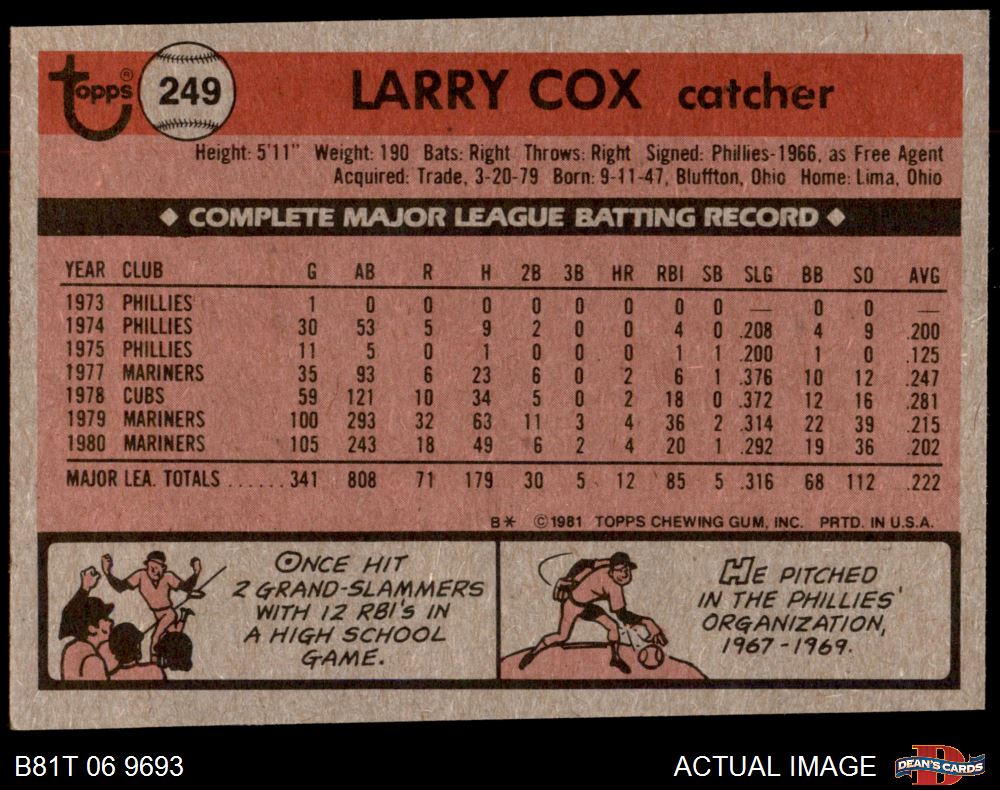 topps®
249
LARRY COX catcher
Height: 5'11" Weight: 190 Bats: Right Throws: Right Signed: Phillies-1966, as Free Agent
Acquired: Trade, 3-20-79 Born: 9-11-47, Bluffton, Ohio Home: Lima, Ohio
◆ COMPLETE MAJOR LEAGUE BATTING RECORD ◆
YEAR CLUB G AB R H 2B 3B HR RBI SB SLG BB SO AVG
1973 PHILLIES 1 0 0 0 0 0 0 0 0 — 0 0 —
1974 PHILLIES 30 53 5 9 2 0 0 4 0 .208 4 9 .200
1975 PHILLIES 11 5 0 1 0 0 0 1 1 .200 1 0 .125
1977 MARINERS 35 93 6 23 6 0 2 6 1 .376 10 12 .247
1978 CUBS 59 121 10 34 5 0 2 18 0 .372 12 16 .281
1979 MARINERS 100 293 32 63 11 3 4 36 2 .314 22 39 .215
1980 MARINERS 105 243 18 49 6 2 4 20 1 .292 19 36 .202
MAJOR LEA. TOTALS ...... 341 808 71 179 30 5 12 85 5 .316 68 112 .222
B* ©1981 TOPPS CHEWING GUM, INC. PRTD. IN U.S.A.
ONCE HIT
2 GRAND-SLAMMERS
WITH 12 RBI'S IN
A HIGH SCHOOL
GAME.
HE PITCHED
IN THE PHILLIES'
ORGANIZATION,
1967-1969.
B81T 06 9693
ACTUAL IMAGE
DEAN'S CARDS